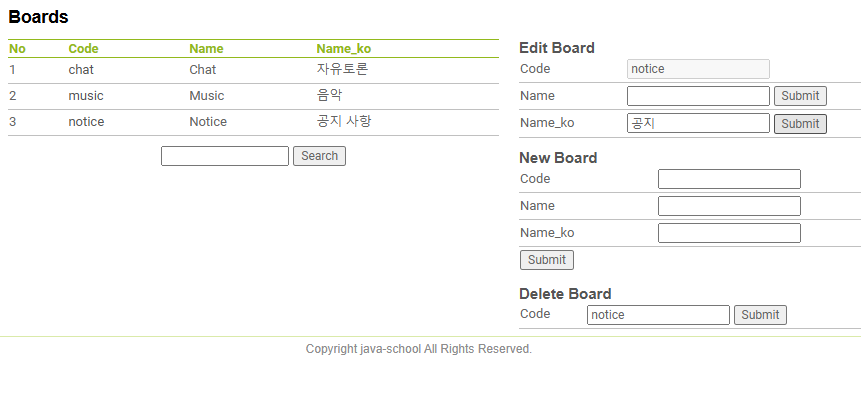 Boards
No Code Name Name_ko
1 chat Chat 자유토론
2 music Music 음악
3 notice Notice 공지 사항
Search
Edit Board
Code notice
Name Submit
Name_ko 공지 Submit
New Board
Code
Name
Name_ko
Submit
Delete Board
Code notice Submit
Copyright java-school All Rights Reserved.